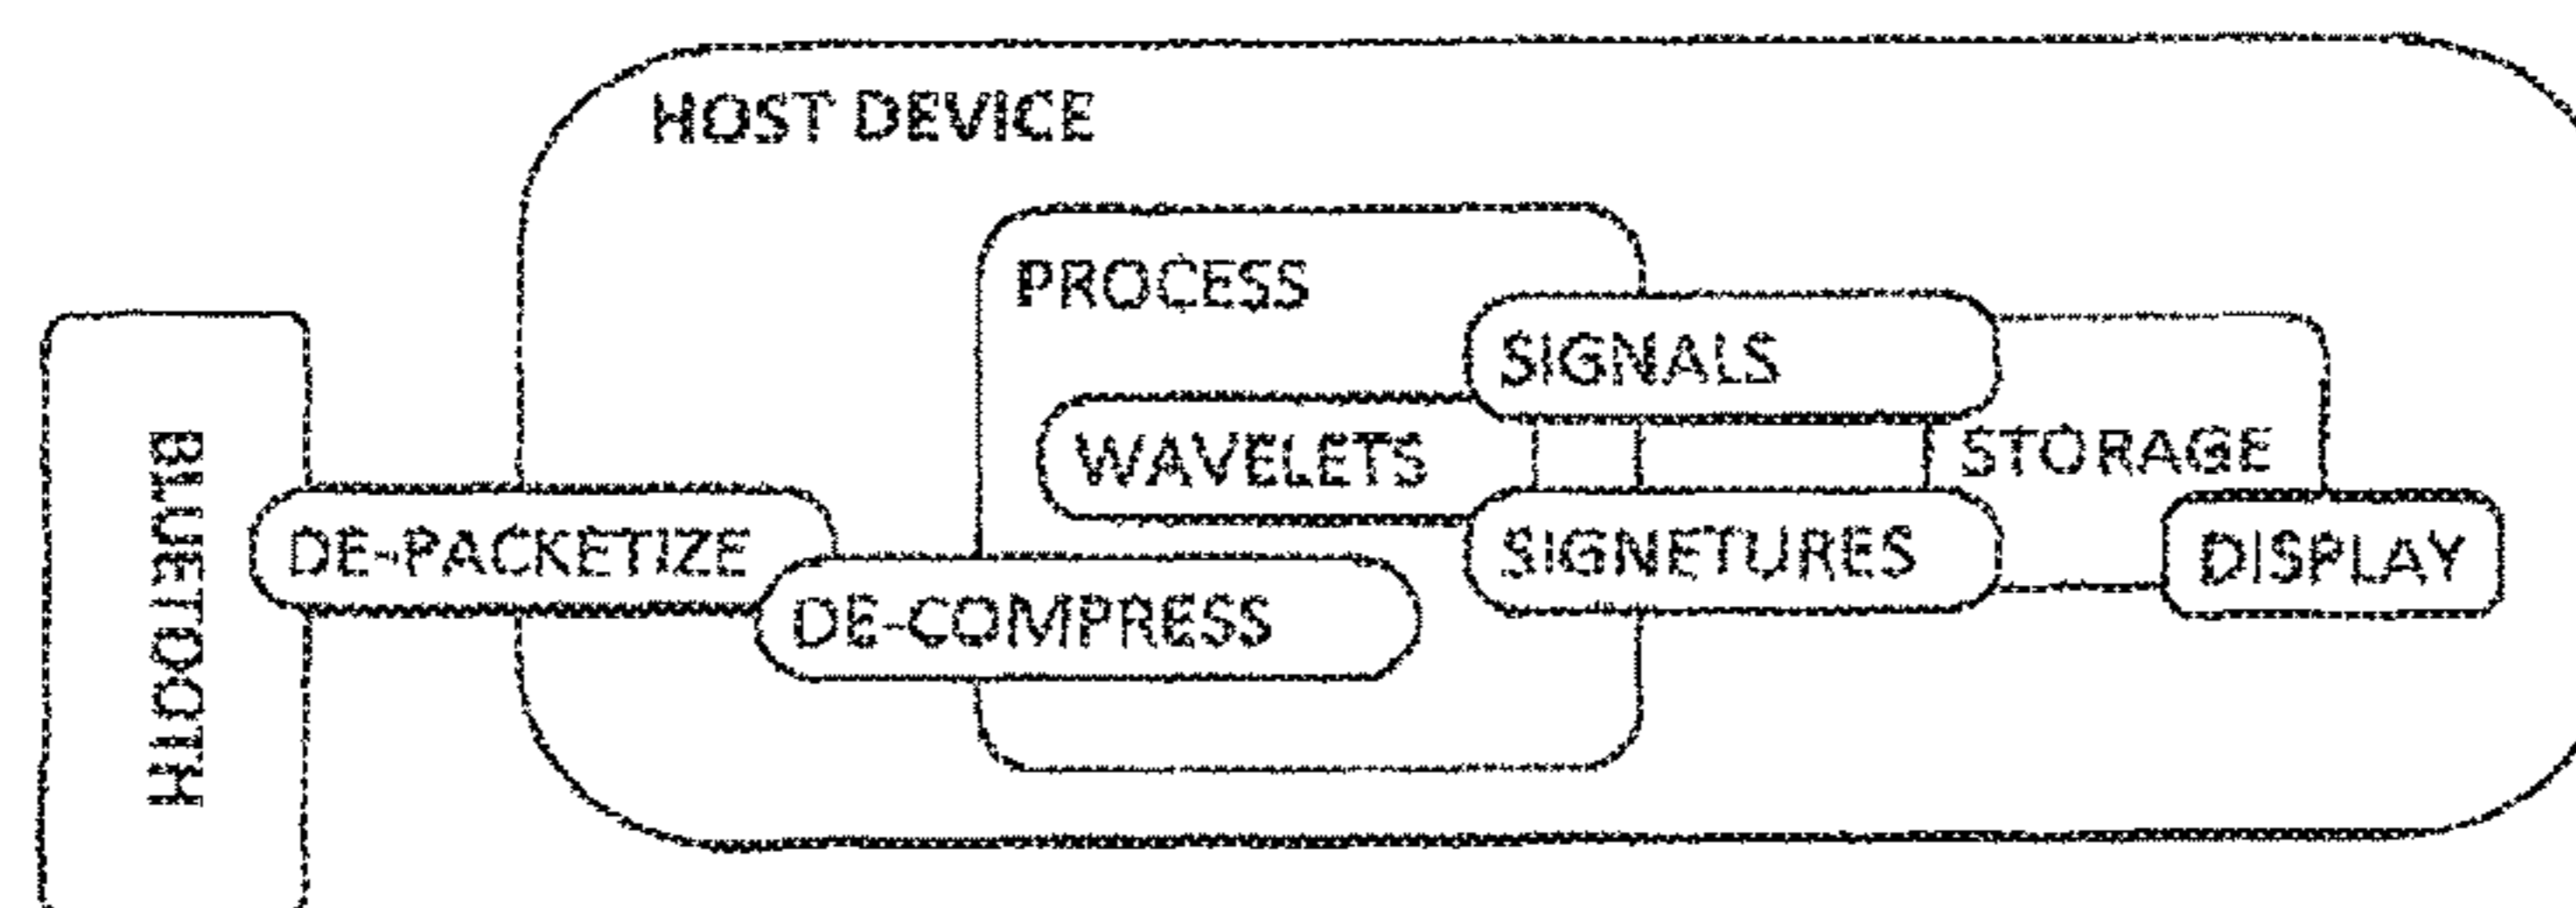 HOST DEVICE
PROCESS
SIGNALS
WAVELETS
STORAGE
BLUETOOTH
DE-PACKETIZE
SIGNETURES
DISPLAY
DE-COMPRESS